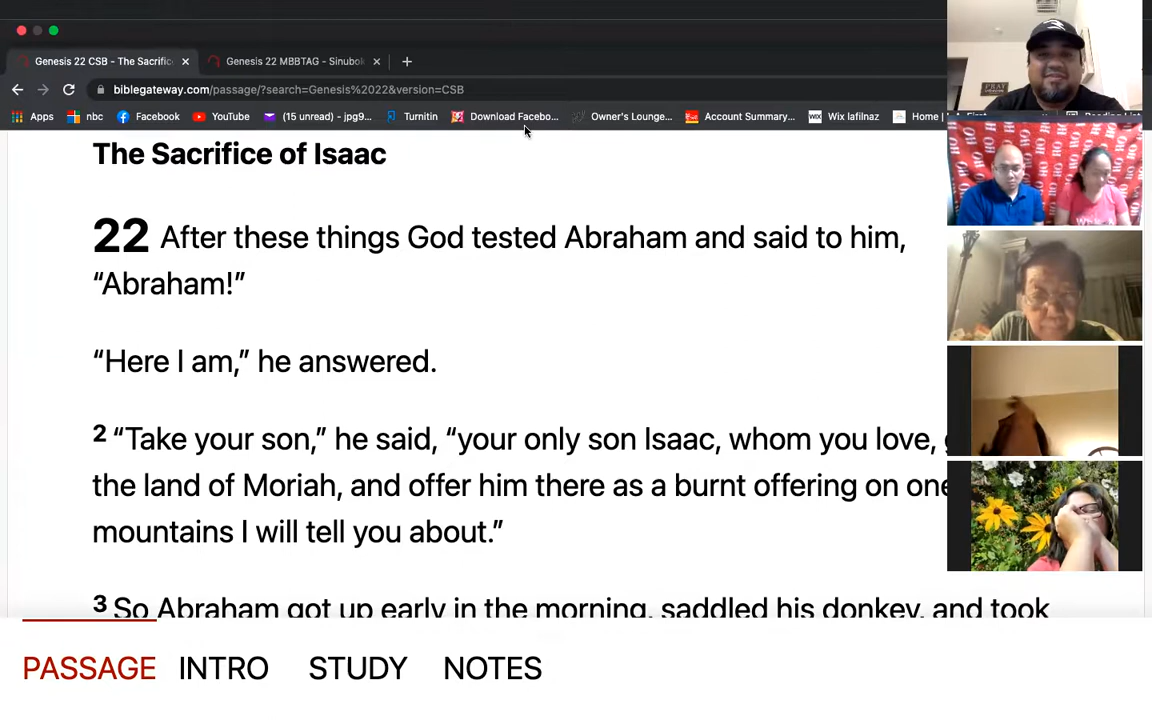 Genesis 22 CSB - The Sacrific
Genesis 22 MBBTAG - Sinubol
biblegateway.com/passage/?search=Genesis%2022&version=CSB
Apps nbc Facebook YouTube (15 unread) - jpg9... Turnitin Download Facebo... Owner's Lounge... Account Summary... WIX Wix lafilnaz Home |
PRAY
HO HO HO
The Sacrifice of Isaac
22 After these things God tested Abraham and said to him,
“Abraham!”
“Here I am,” he answered.
2 “Take your son,” he said, “your only son Isaac, whom you love,
the land of Moriah, and offer him there as a burnt offering on one
mountains I will tell you about.”
3 So Abraham got up early in the morning, saddled his donkey, and took
PASSAGE INTRO STUDY NOTES